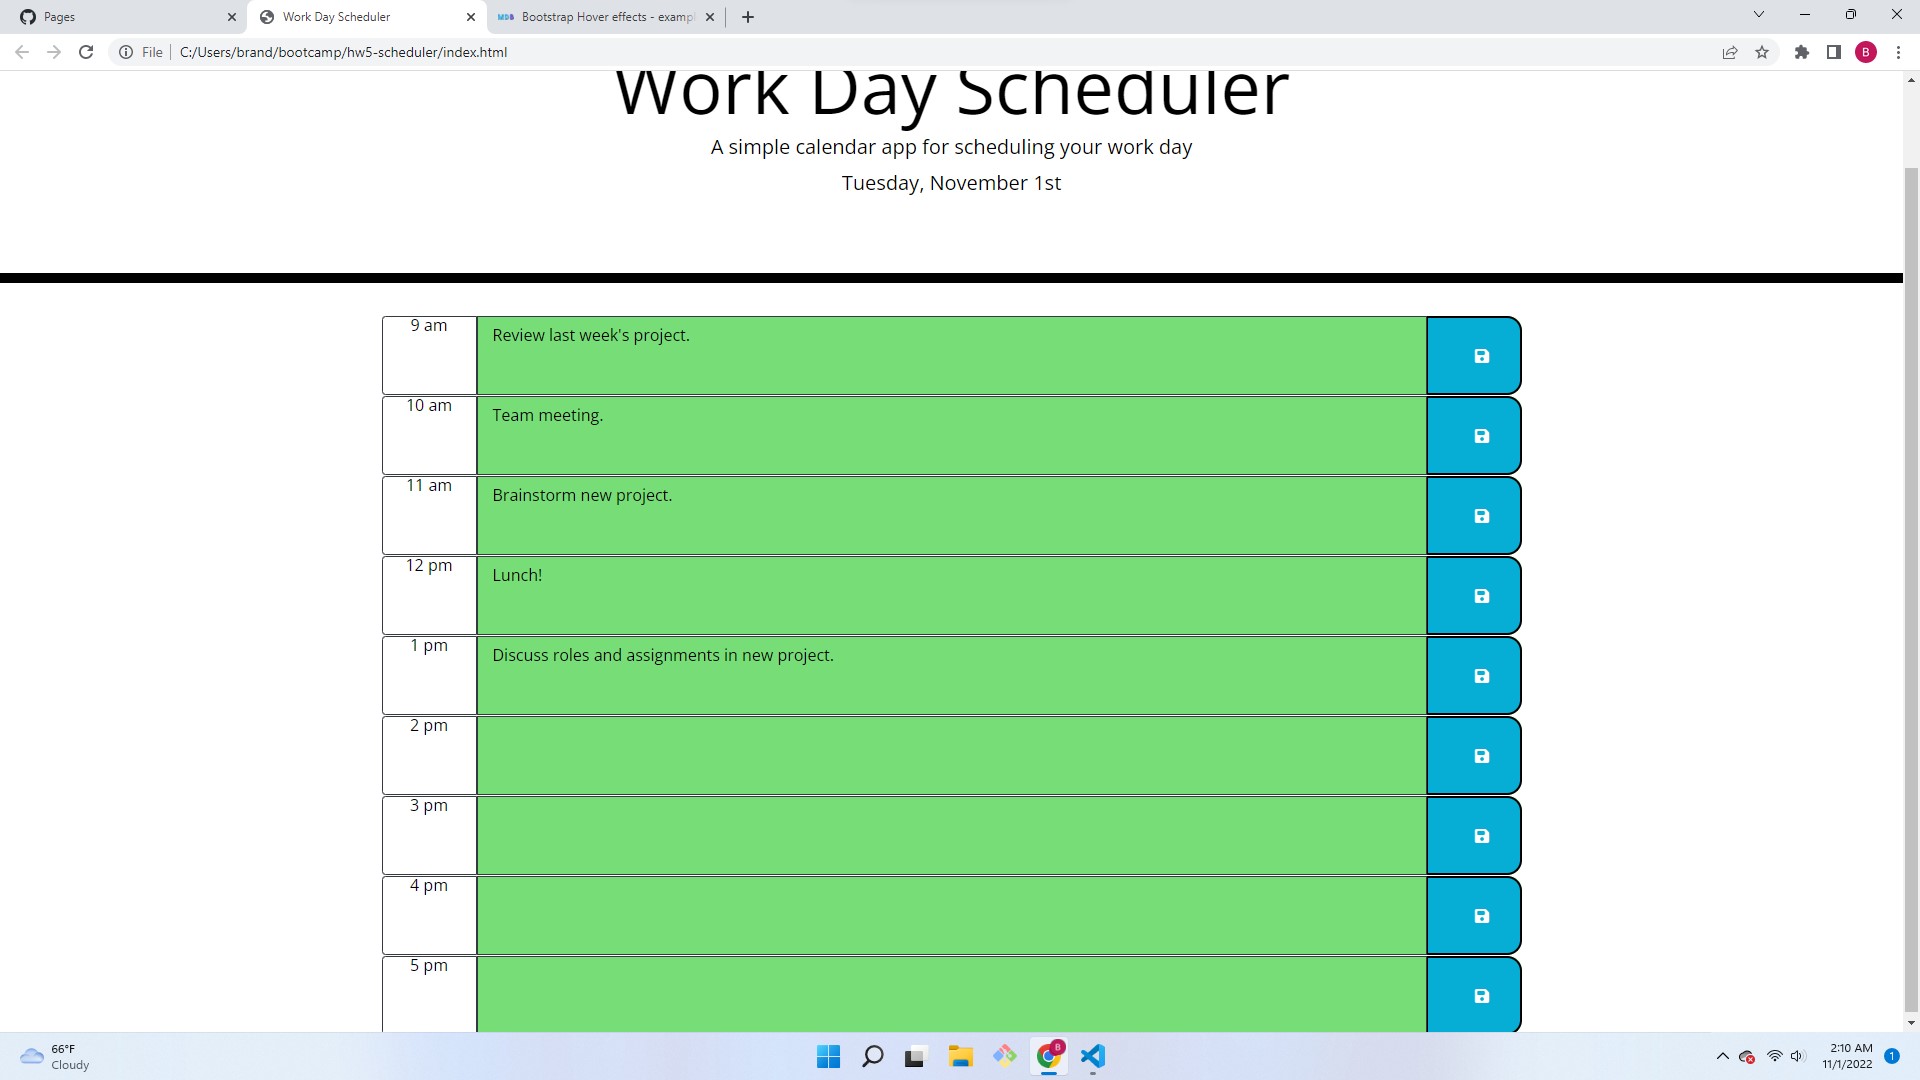 Pages
Work Day Scheduler
MDB Bootstrap Hover effects - exampl
File C:/Users/brand/bootcamp/hw5-scheduler/index.html
B
Work Day Scheduler
A simple calendar app for scheduling your work day
Tuesday, November 1st
9 am Review last week's project.
10 am Team meeting.
11 am Brainstorm new project.
12 pm Lunch!
1 pm Discuss roles and assignments in new project.
2 pm
3 pm
4 pm
5 pm
66°F
Cloudy
B
2:10 AM
11/1/2022
1